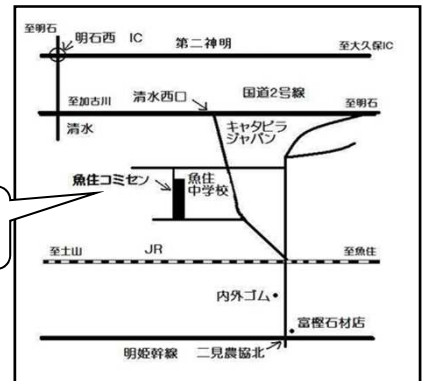 至明石
明石西 IC
第二神明
至大久保IC
至加古川
清水西口
国道2号線
至明石
清水
キャタピラ
ジャパン
魚住コミセン
魚住
中学校
至土山
JR
至魚住
内外ゴム
富樫石材店
明姫幹線
二見農協北